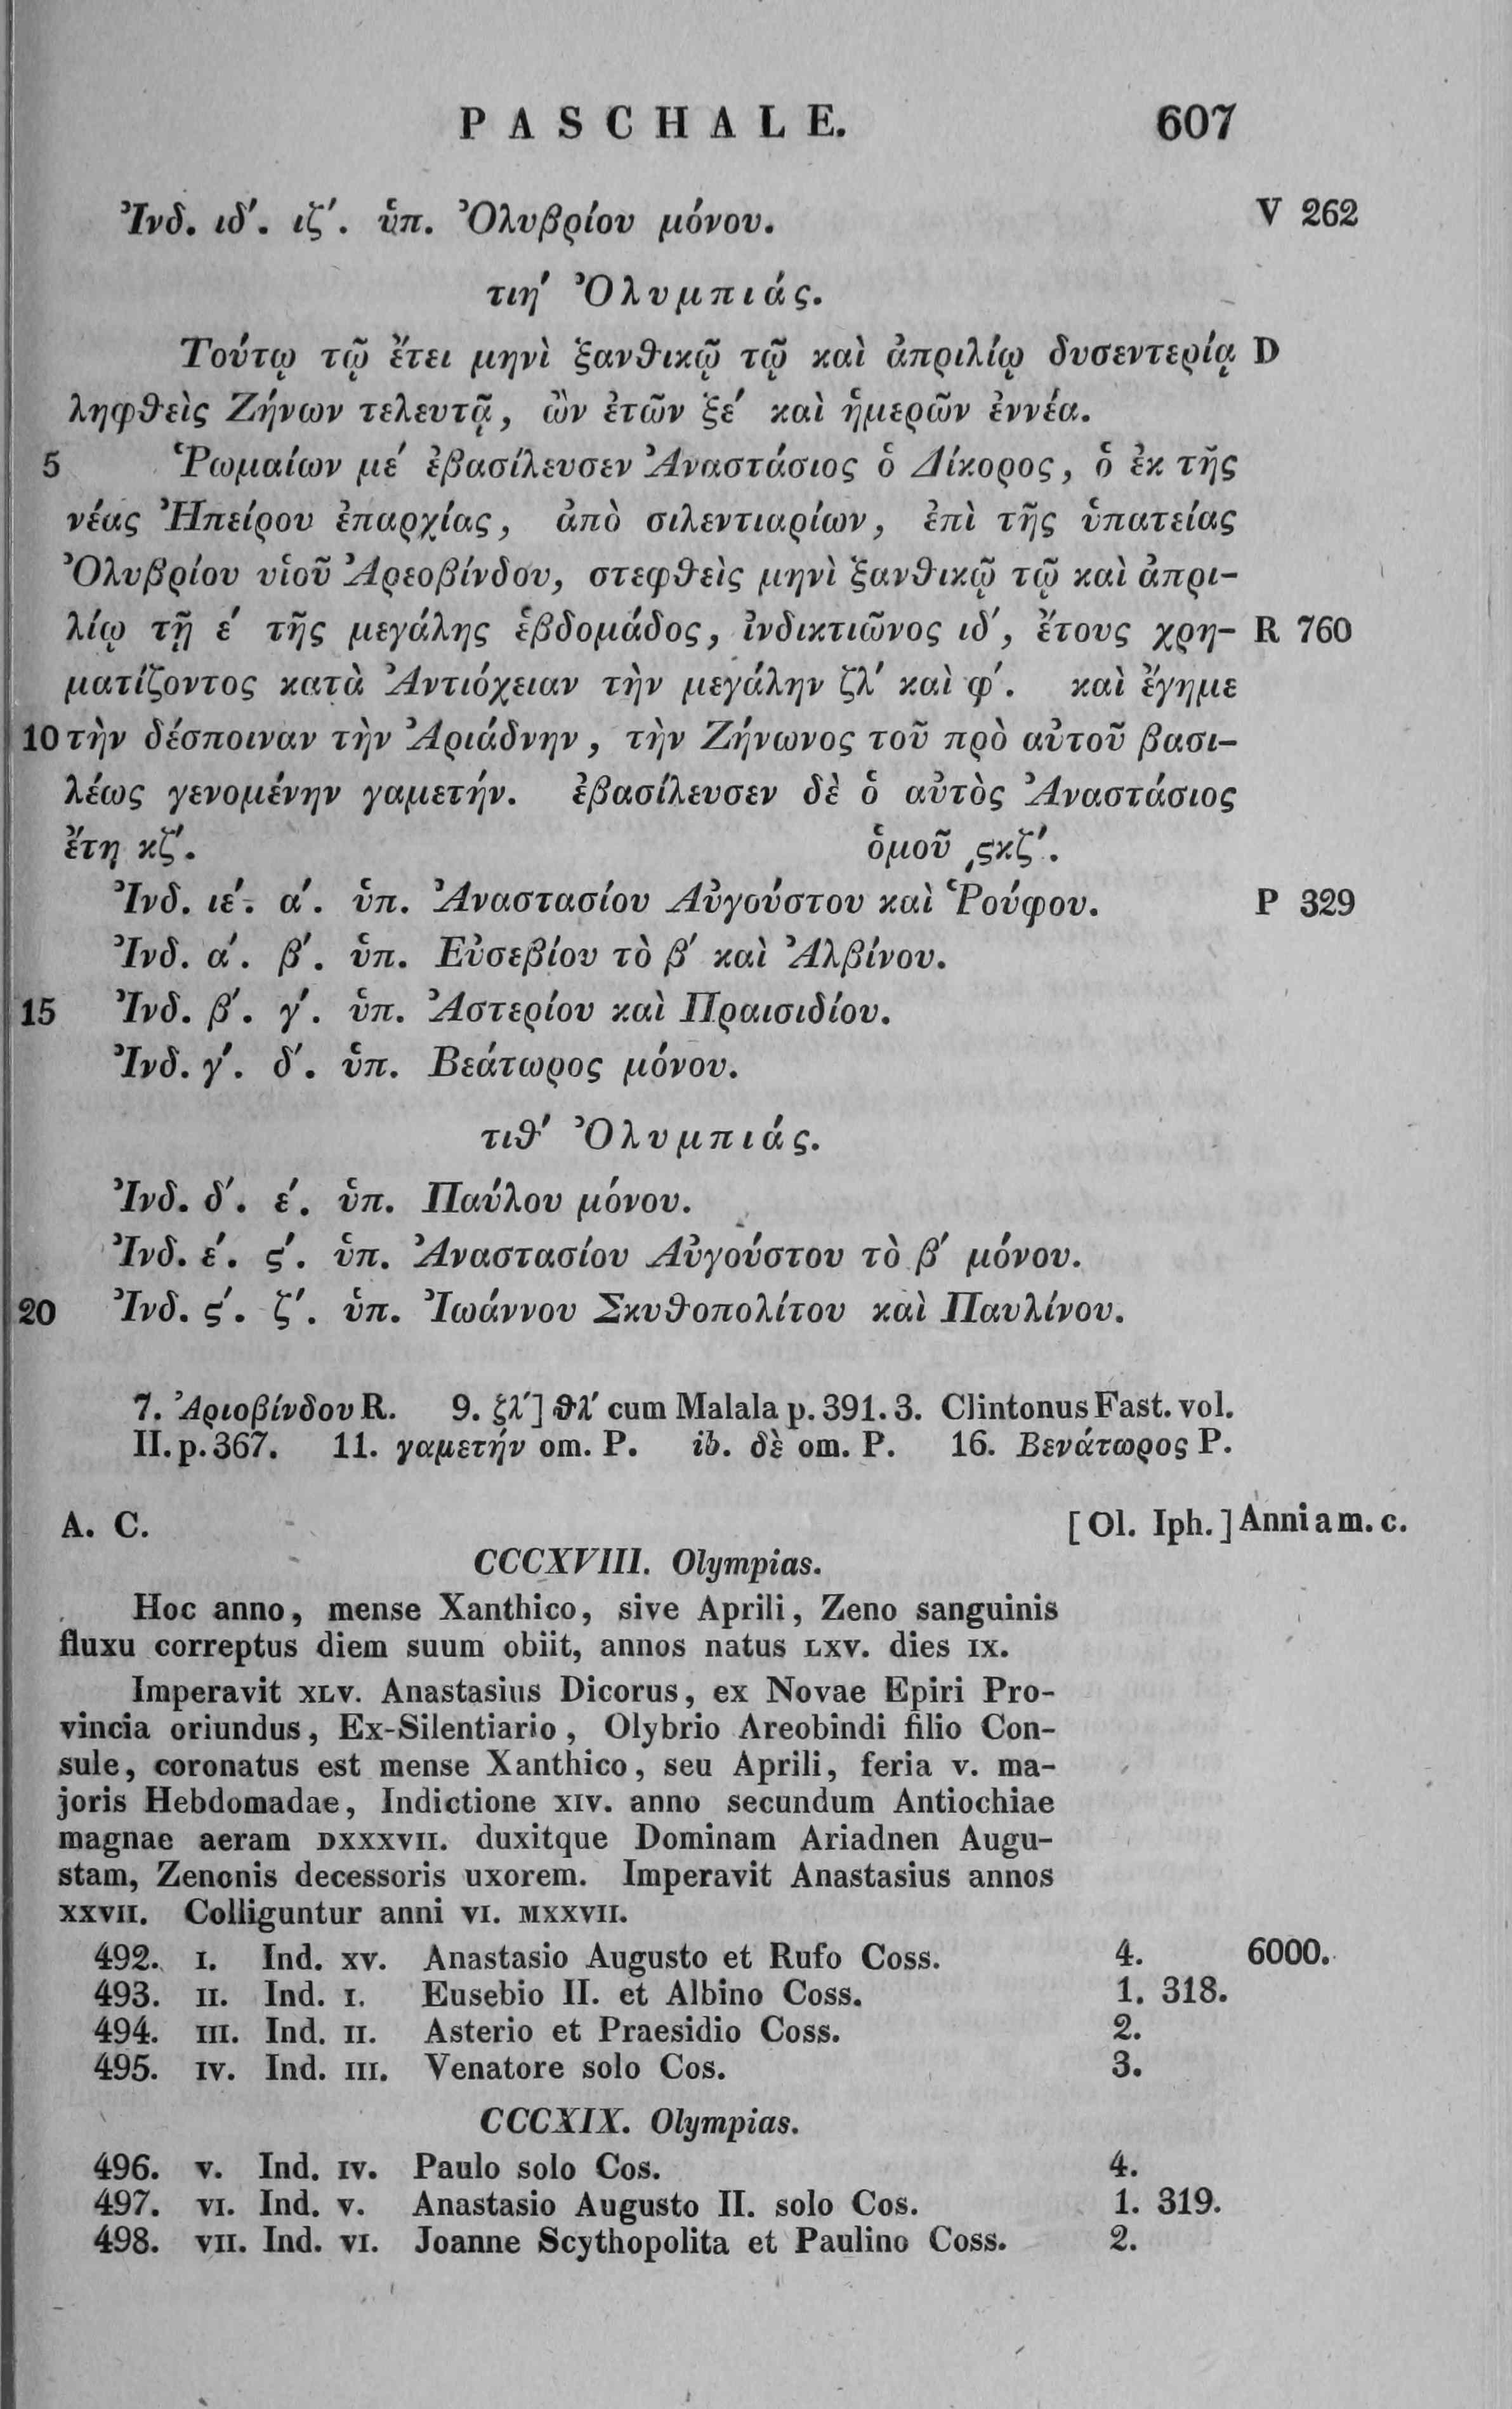 PASCHALE. 607
Ἰνδ. ιδ'. ιζ'. ὑπ. Ὀλυβρίου μόνου. V 262
τιη' Ὀλυμπιάς.
Τούτῳ τῷ ἔτει μηνὶ ξανθικῷ τῷ καὶ ἀπριλίῳ δυσεντερίᾳ D
ληφθεὶς Ζήνων τελευτᾷ, ὢν ἐτῶν ξε' καὶ ἡμερῶν ἐννέα.
5 Ῥωμαίων με' ἐβασίλευσεν Ἀναστάσιος ὁ Δίκορος, ὁ ἐκ τῆς
νέας Ἠπείρου ἐπαρχίας, ἀπὸ σιλεντιαρίων, ἐπὶ τῆς ὑπατείας
Ὀλυβρίου υἱοῦ Ἀρεοβίνδου, στεφθεὶς μηνὶ ξανθικῷ τῷ καὶ ἀπρι-
λίῳ τῇ ε' τῆς μεγάλης ἑβδομάδος, ἰνδικτιῶνος ιδ', ἔτους χρη- R 760
ματίζοντος κατὰ Ἀντιόχειαν τὴν μεγάλην ζλ' καὶ φ'. καὶ ἔγημε
10 τὴν δέσποιναν τὴν Ἀριάδνην, τὴν Ζήνωνος τοῦ πρὸ αὐτοῦ βασι-
λέως γενομένην γαμετήν. ἐβασίλευσεν δὲ ὁ αὐτὸς Ἀναστάσιος
ἔτη κζ'. ὁμοῦ ͵ϛκζ'.
Ἰνδ. ιε'. α'. ὑπ. Ἀναστασίου Αὐγούστου καὶ Ῥούφου. P 329
Ἰνδ. α'. β'. ὑπ. Εὐσεβίου τὸ β' καὶ Ἀλβίνου.
15 Ἰνδ. β'. γ'. ὑπ. Ἀστερίου καὶ Πραισιδίου.
Ἰνδ. γ'. δ'. ὑπ. Βεάτωρος μόνου.
τιθ' Ὀλυμπιάς.
Ἰνδ. δ'. ε'. ὑπ. Παύλου μόνου.
Ἰνδ. ε'. ϛ'. ὑπ. Ἀναστασίου Αὐγούστου τὸ β' μόνου.
20 Ἰνδ. ϛ'. ζ'. ὑπ. Ἰωάννου Σκυθοπολίτου καὶ Παυλίνου.
7. Ἀριοβίνδου R. 9. ζλ'] θλ' cum Malala p. 391. 3. Clintonus Fast. vol.
II. p. 367. 11. γαμετήν om. P. ib. δὲ om. P. 16. Βενάτωρος P.
A. C. [Ol. Iph.] Anni a m. c.
CCCXVIII. Olympias.
Hoc anno, mense Xanthico, sive Aprili, Zeno sanguinis
fluxu correptus diem suum obiit, annos natus LXV. dies IX.
Imperavit XLV. Anastasius Dicorus, ex Novae Epiri Pro-
vincia oriundus, Ex-Silentiario, Olybrio Areobindi filio Con-
sule, coronatus est mense Xanthico, seu Aprili, feria v. ma-
joris Hebdomadae, Indictione XIV. anno secundum Antiochiae
magnae aeram DXXXVII. duxitque Dominam Ariadnen Augu-
stam, Zenonis decessoris uxorem. Imperavit Anastasius annos
XXVII. Colliguntur anni VI. MXXVII.
492. I. Ind. XV. Anastasio Augusto et Rufo Coss. 4. 6000.
493. II. Ind. I. Eusebio II. et Albino Coss. 1. 318.
494. III. Ind. II. Asterio et Praesidio Coss. 2.
495. IV. Ind. III. Venatore solo Cos. 3.
CCCXIX. Olympias.
496. V. Ind. IV. Paulo solo Cos. 4.
497. VI. Ind. V. Anastasio Augusto II. solo Cos. 1. 319.
498. VII. Ind. VI. Joanne Scythopolita et Paulino Coss. 2.